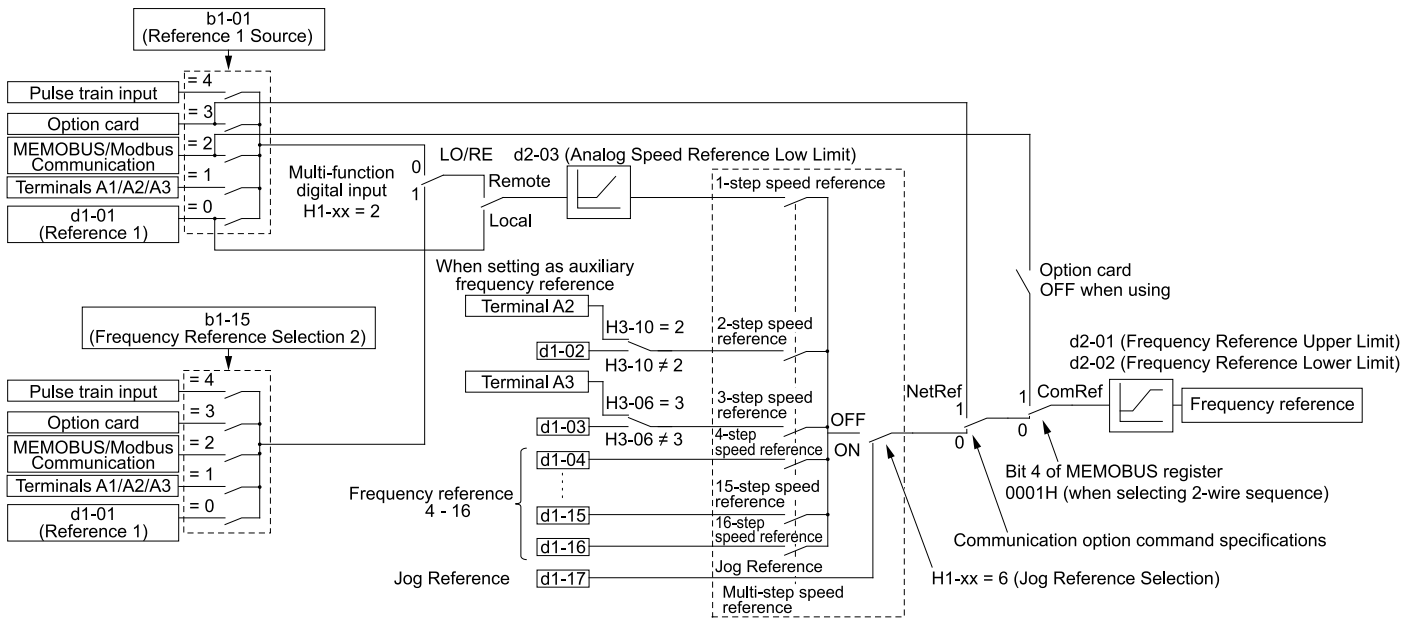 b1-01
(Reference 1 Source)
= 4
Pulse train input
= 3
Option card
= 2
MEMOBUS/Modbus
Communication
= 1
Terminals A1/A2/A3
= 0
d1-01
(Reference 1)
Multi-function
digital input
H1-xx = 2
0
1
LO/RE
Remote
Local
d2-03 (Analog Speed Reference Low Limit)
1-step speed reference
When setting as auxiliary
frequency reference
Terminal A2
H3-10 = 2
d1-02
H3-10 ≠ 2
2-step speed
reference
Terminal A3
H3-06 = 3
d1-03
H3-06 ≠ 3
3-step speed
reference
4-step
speed reference
d1-04
Frequency reference
4 - 16
d1-15
15-step speed
reference
d1-16
16-step
speed reference
Jog Reference
d1-17
Jog Reference
Multi-step speed
reference
b1-15
(Frequency Reference Selection 2)
= 4
Pulse train input
= 3
Option card
= 2
MEMOBUS/Modbus
Communication
= 1
Terminals A1/A2/A3
= 0
d1-01
(Reference 1)
OFF
ON
NetRef
1
0
Option card
OFF when using
1
0
ComRef
d2-01 (Frequency Reference Upper Limit)
d2-02 (Frequency Reference Lower Limit)
Frequency reference
Bit 4 of MEMOBUS register
0001H (when selecting 2-wire sequence)
Communication option command specifications
H1-xx = 6 (Jog Reference Selection)